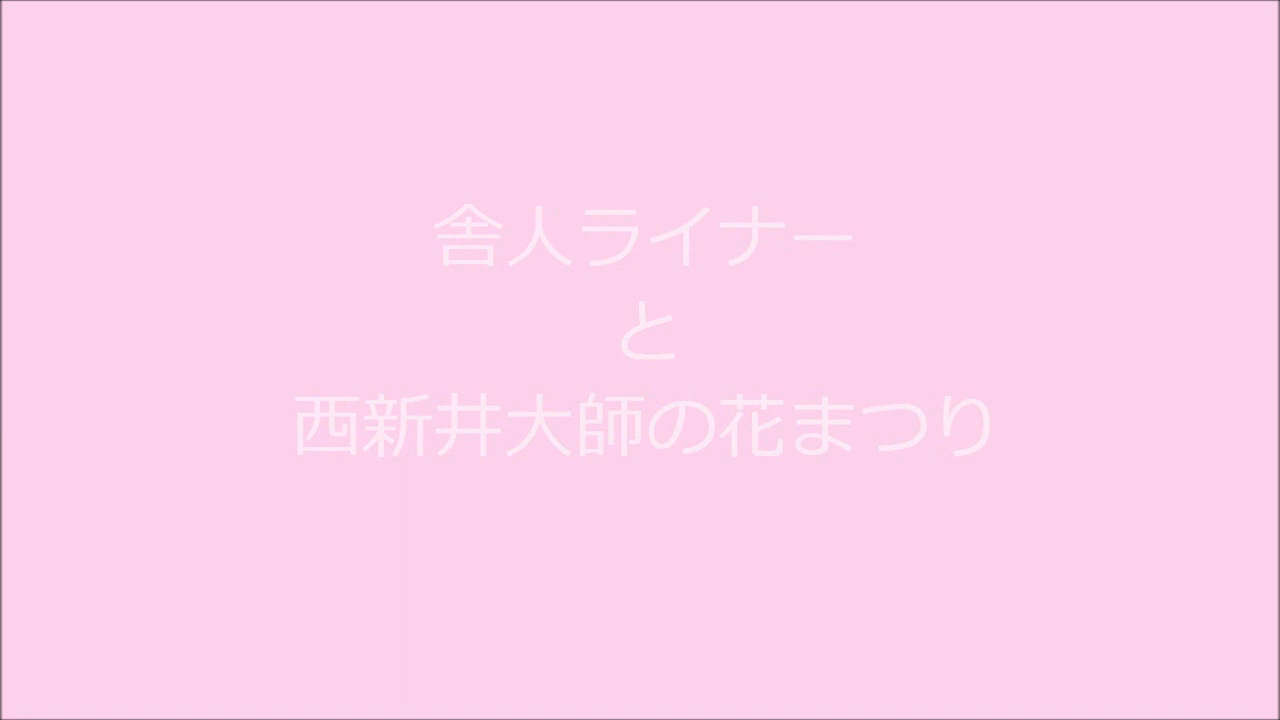 舎人ライナー
と
西新井大師の花まつり